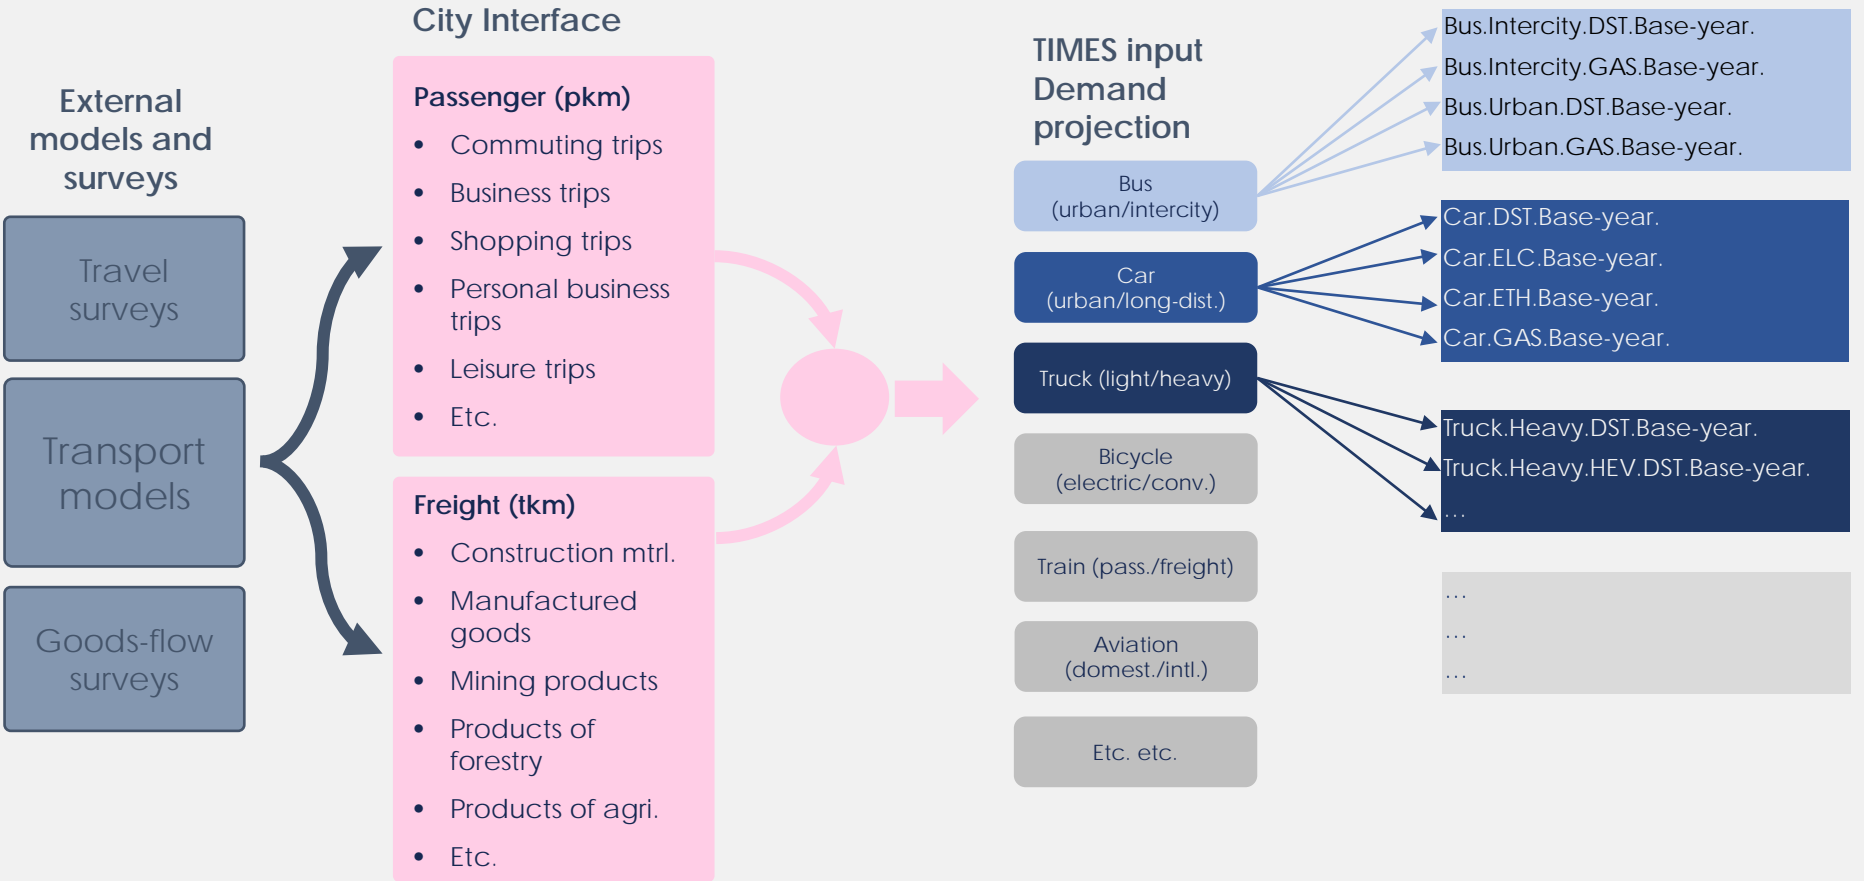 External
models and
surveys
Travel
surveys
Transport
models
Goods-flow
surveys
City Interface
Passenger (pkm)
• Commuting trips
• Business trips
• Shopping trips
• Personal business
trips
• Leisure trips
• Etc.
Freight (tkm)
• Construction mtrl.
• Manufactured
goods
• Mining products
• Products of
forestry
• Products of agri.
• Etc.
TIMES input
Demand
projection
Bus
(urban/intercity)
Car
(urban/long-dist.)
Truck (light/heavy)
Bicycle
(electric/conv.)
Train (pass./freight)
Aviation
(domest./intl.)
Etc. etc.
Bus.Intercity.DST.Base-year.
Bus.Intercity.GAS.Base-year.
Bus.Urban.DST.Base-year.
Bus.Urban.GAS.Base-year.
Car.DST.Base-year.
Car.ELC.Base-year.
Car.ETH.Base-year.
Car.GAS.Base-year.
Truck.Heavy.DST.Base-year.
Truck.Heavy.HEV.DST.Base-year.
…
…
…
…